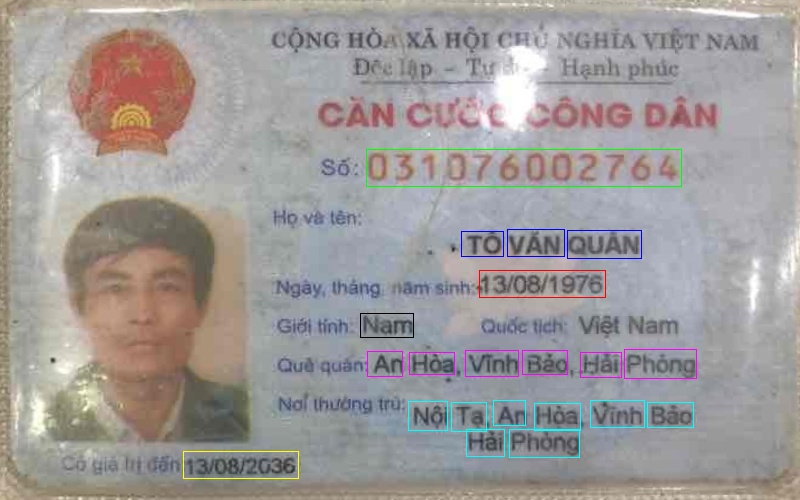 CỘNG HÒA XÃ HỘI CHỦ NGHĨA VIỆT NAM
Độc lập - Tự do - Hạnh phúc
CĂN CƯỚC CÔNG DÂN
Số: 031076002764
Họ và tên:
TÔ VĂN QUÂN
Ngày, tháng, năm sinh: 13/08/1976
Giới tính: Nam Quốc tịch: Việt Nam
Quê quán: An Hòa, Vĩnh Bảo, Hải Phòng
Nơi thường trú: Nội Tạ, An Hòa, Vĩnh Bảo
Hải Phòng
Có giá trị đến 13/08/2036